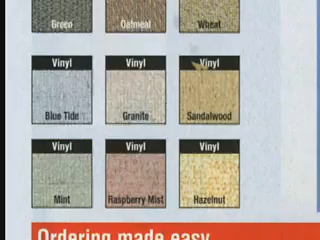 Green Oatmeal Wheat
Vinyl Vinyl Vinyl
Blue Tide Granite Sandalwood
Vinyl Vinyl Vinyl
Mint Raspberry Mist Hazelnut
Ordering made easy